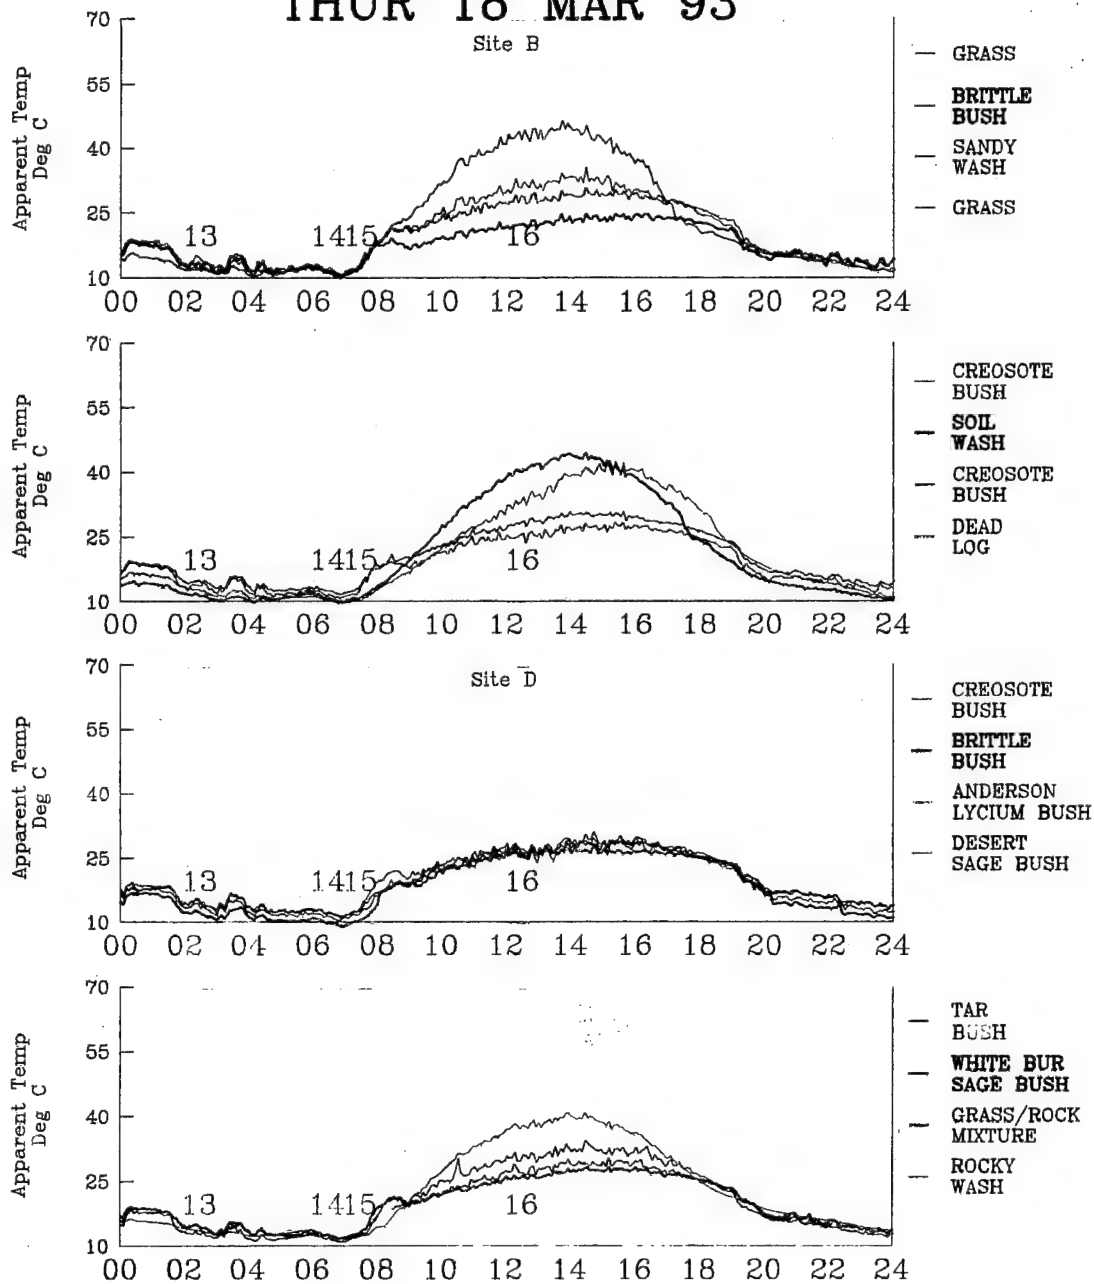 THUR 18 MAR 93
Site B
70
55
40
25
10
Apparent Temp
Deg C
13
1415
16
00 02 04 06 08 10 12 14 16 18 20 22 24
GRASS
BRITTLE
BUSH
SANDY
WASH
GRASS
70
55
40
25
10
Apparent Temp
Deg C
13
1415
16
00 02 04 06 08 10 12 14 16 18 20 22 24
CREOSOTE
BUSH
SOIL
WASH
CREOSOTE
BUSH
DEAD
LOG
Site D
70
55
40
25
10
Apparent Temp
Deg C
13
1415
16
00 02 04 06 08 10 12 14 16 18 20 22 24
CREOSOTE
BUSH
BRITTLE
BUSH
ANDERSON
LYCIUM BUSH
DESERT
SAGE BUSH
70
55
40
25
10
Apparent Temp
Deg C
13
1415
16
00 02 04 06 08 10 12 14 16 18 20 22 24
TAR
BUSH
WHITE BUR
SAGE BUSH
GRASS/ROCK
MIXTURE
ROCKY
WASH